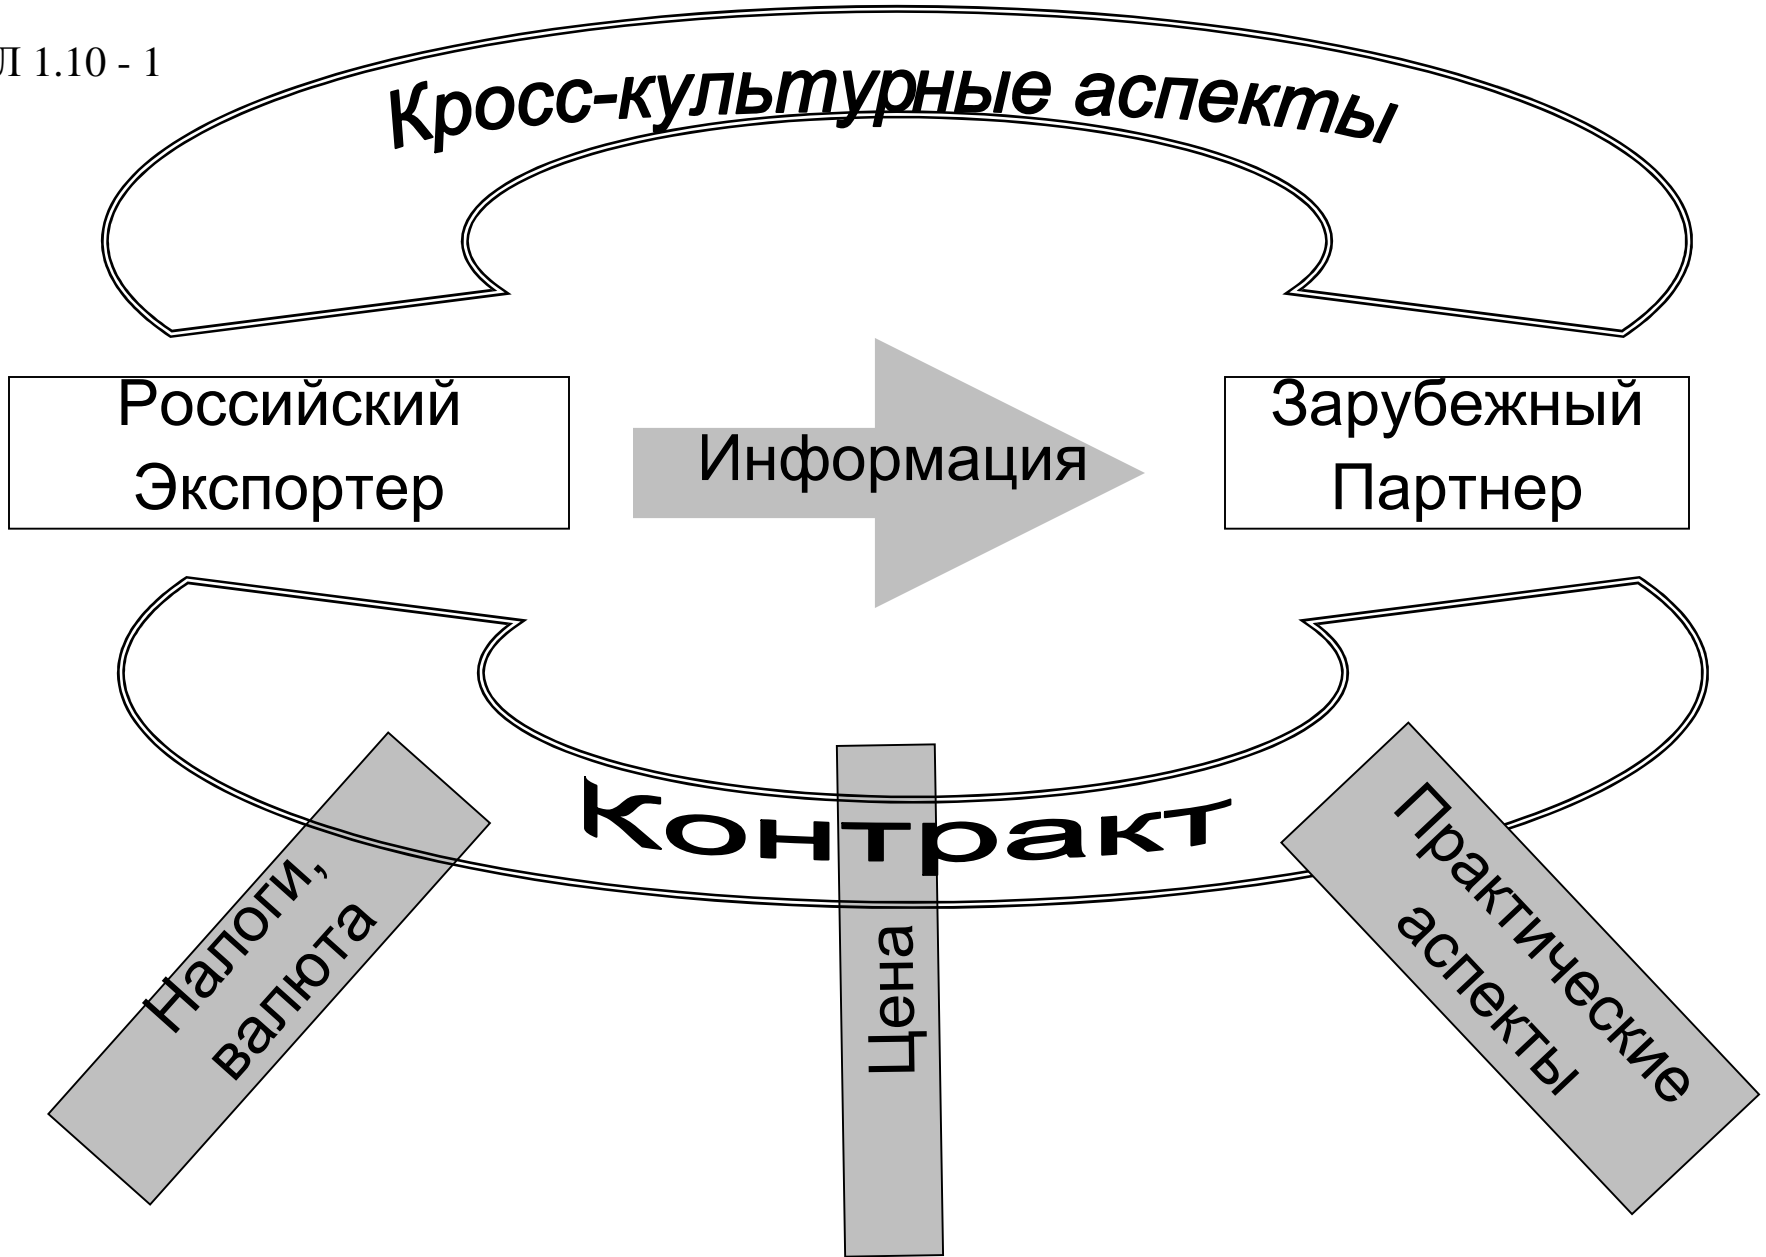 Л 1.10 - 1
Кросс-культурные аспекты
Российский
Экспортер
Информация
Зарубежный
Партнер
Контракт
Налоги,
валюта
Цена
Практические
аспекты